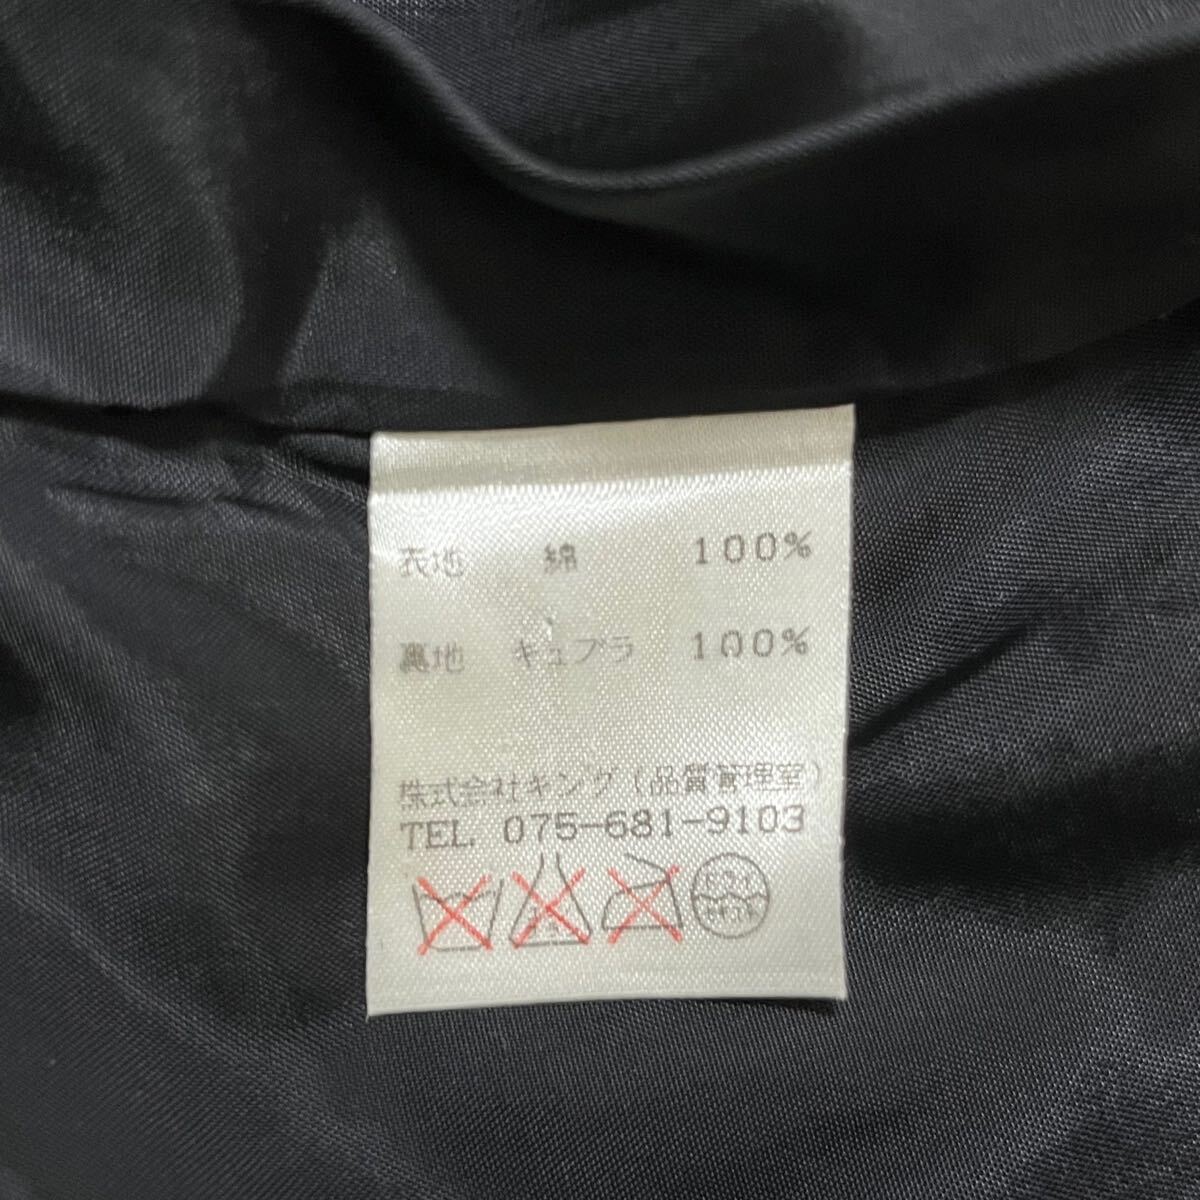 表地 綿 100%
裏地 キュプラ 100%
株式会社キング(品質管理室)
TEL. 075-681-9103